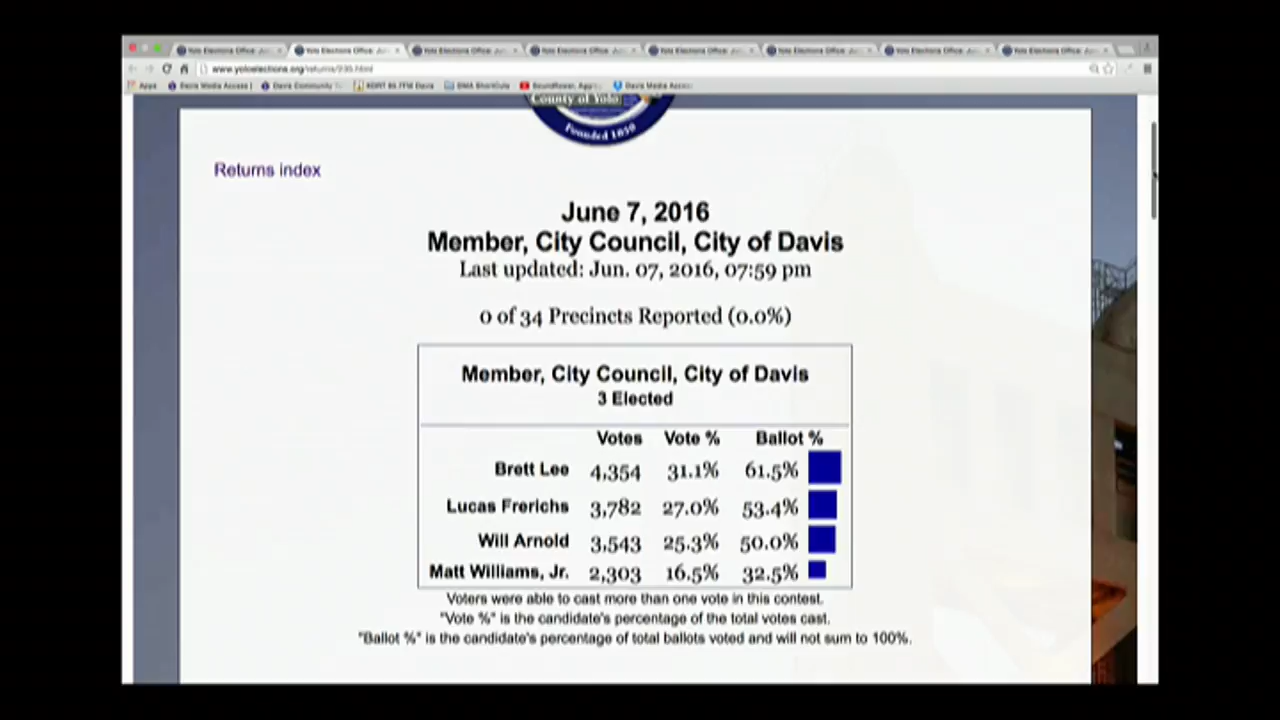 www.yoloelections.org/returns/
Apps
County of Yolo
Founded 1850
Returns index
June 7, 2016
Member, City Council, City of Davis
Last updated: Jun. 07, 2016, 07:59 pm
0 of 34 Precincts Reported (0.0%)
Member, City Council, City of Davis
3 Elected
Votes Vote % Ballot %
Brett Lee 4,354 31.1% 61.5%
Lucas Frerichs 3,782 27.0% 53.4%
Will Arnold 3,543 25.3% 50.0%
Matt Williams, Jr. 2,303 16.5% 32.5%
Voters were able to cast more than one vote in this contest.
"Vote %" is the candidate's percentage of the total votes cast.
"Ballot %" is the candidate's percentage of total ballots voted and will not sum to 100%.